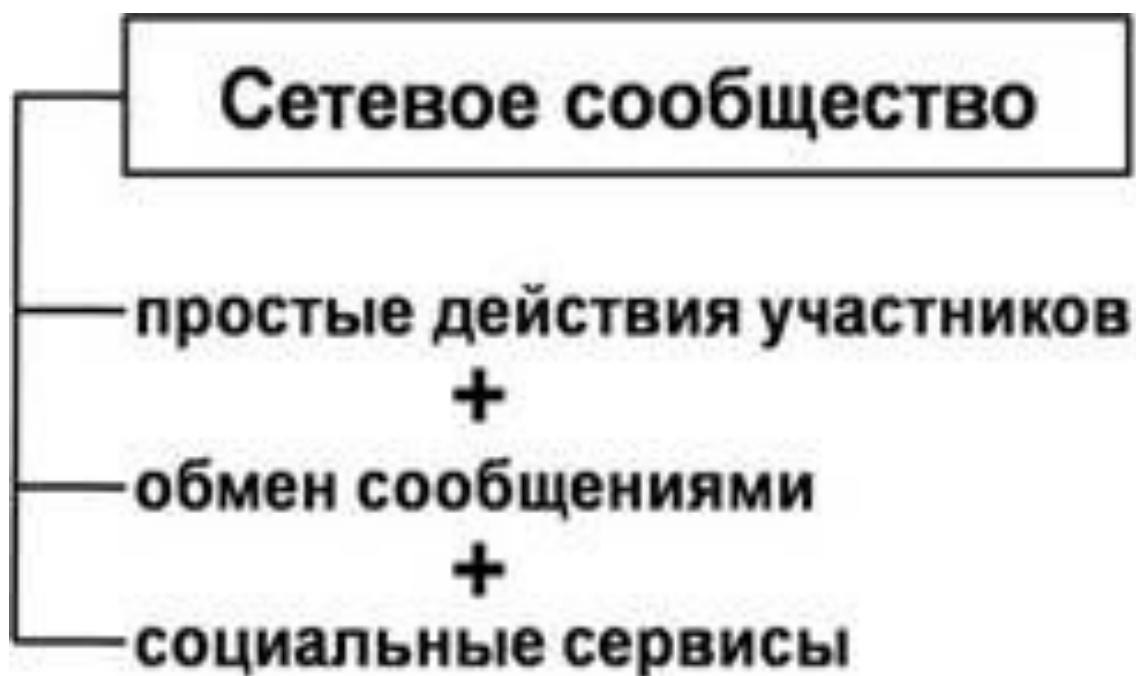 Сетевое сообщество
простые действия участников
+
обмен сообщениями
+
социальные сервисы